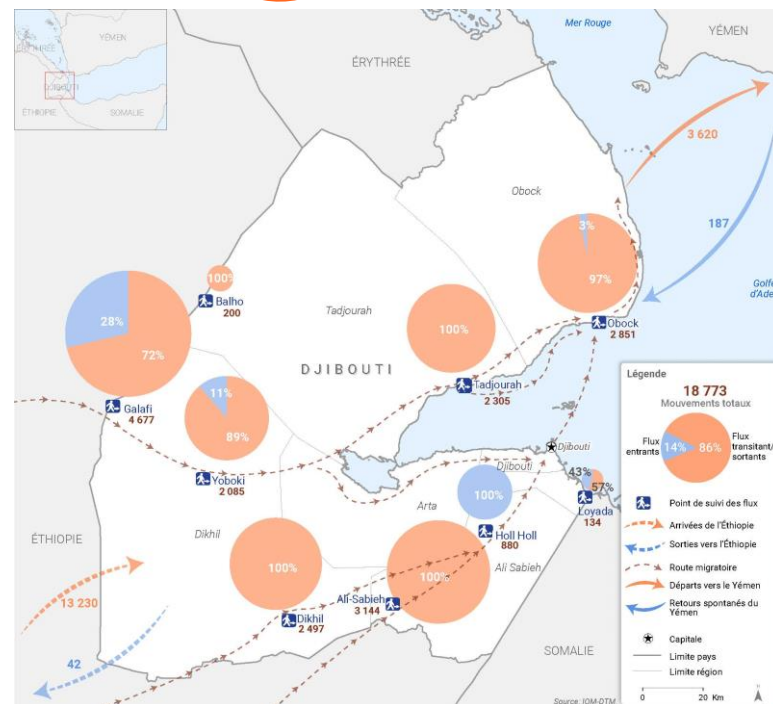 Mer Rouge
YÉMEN
ÉRYTHRÉE
YÉMEN
ÉRYTHRÉE
DJIBOUTI
ÉTHIOPIE
SOMALIE
3 620
187
Golfe
d'Ade
Obock
3%
97%
Obock
2 851
100%
Balho
200
Tadjourah
100%
Tadjourah
2 305
28%
72%
Galafi
4 677
DJIBOUTI
11%
89%
Yoboki
2 085
Djibouti
Djibouti
43%
57%
Loyada
134
Arta
100%
Holl Holl
880
Ali Sabieh
Dikhil
100%
Dikhil
2 497
100%
Ali-Sabieh
3 144
ÉTHIOPIE
13 230
42
SOMALIE
Source: IOM-DTM
Légende
18 773
Mouvements totaux
Flux
entrants
14%
86%
Flux
transitant/
sortants
Point de suivi des flux
Arrivées de l'Éthiopie
Sorties vers l'Éthiopie
Route migratoire
Départs vers le Yémen
Retours spontanés du
Yémen
Capitale
Limite pays
Limite région
0 20 Km
N